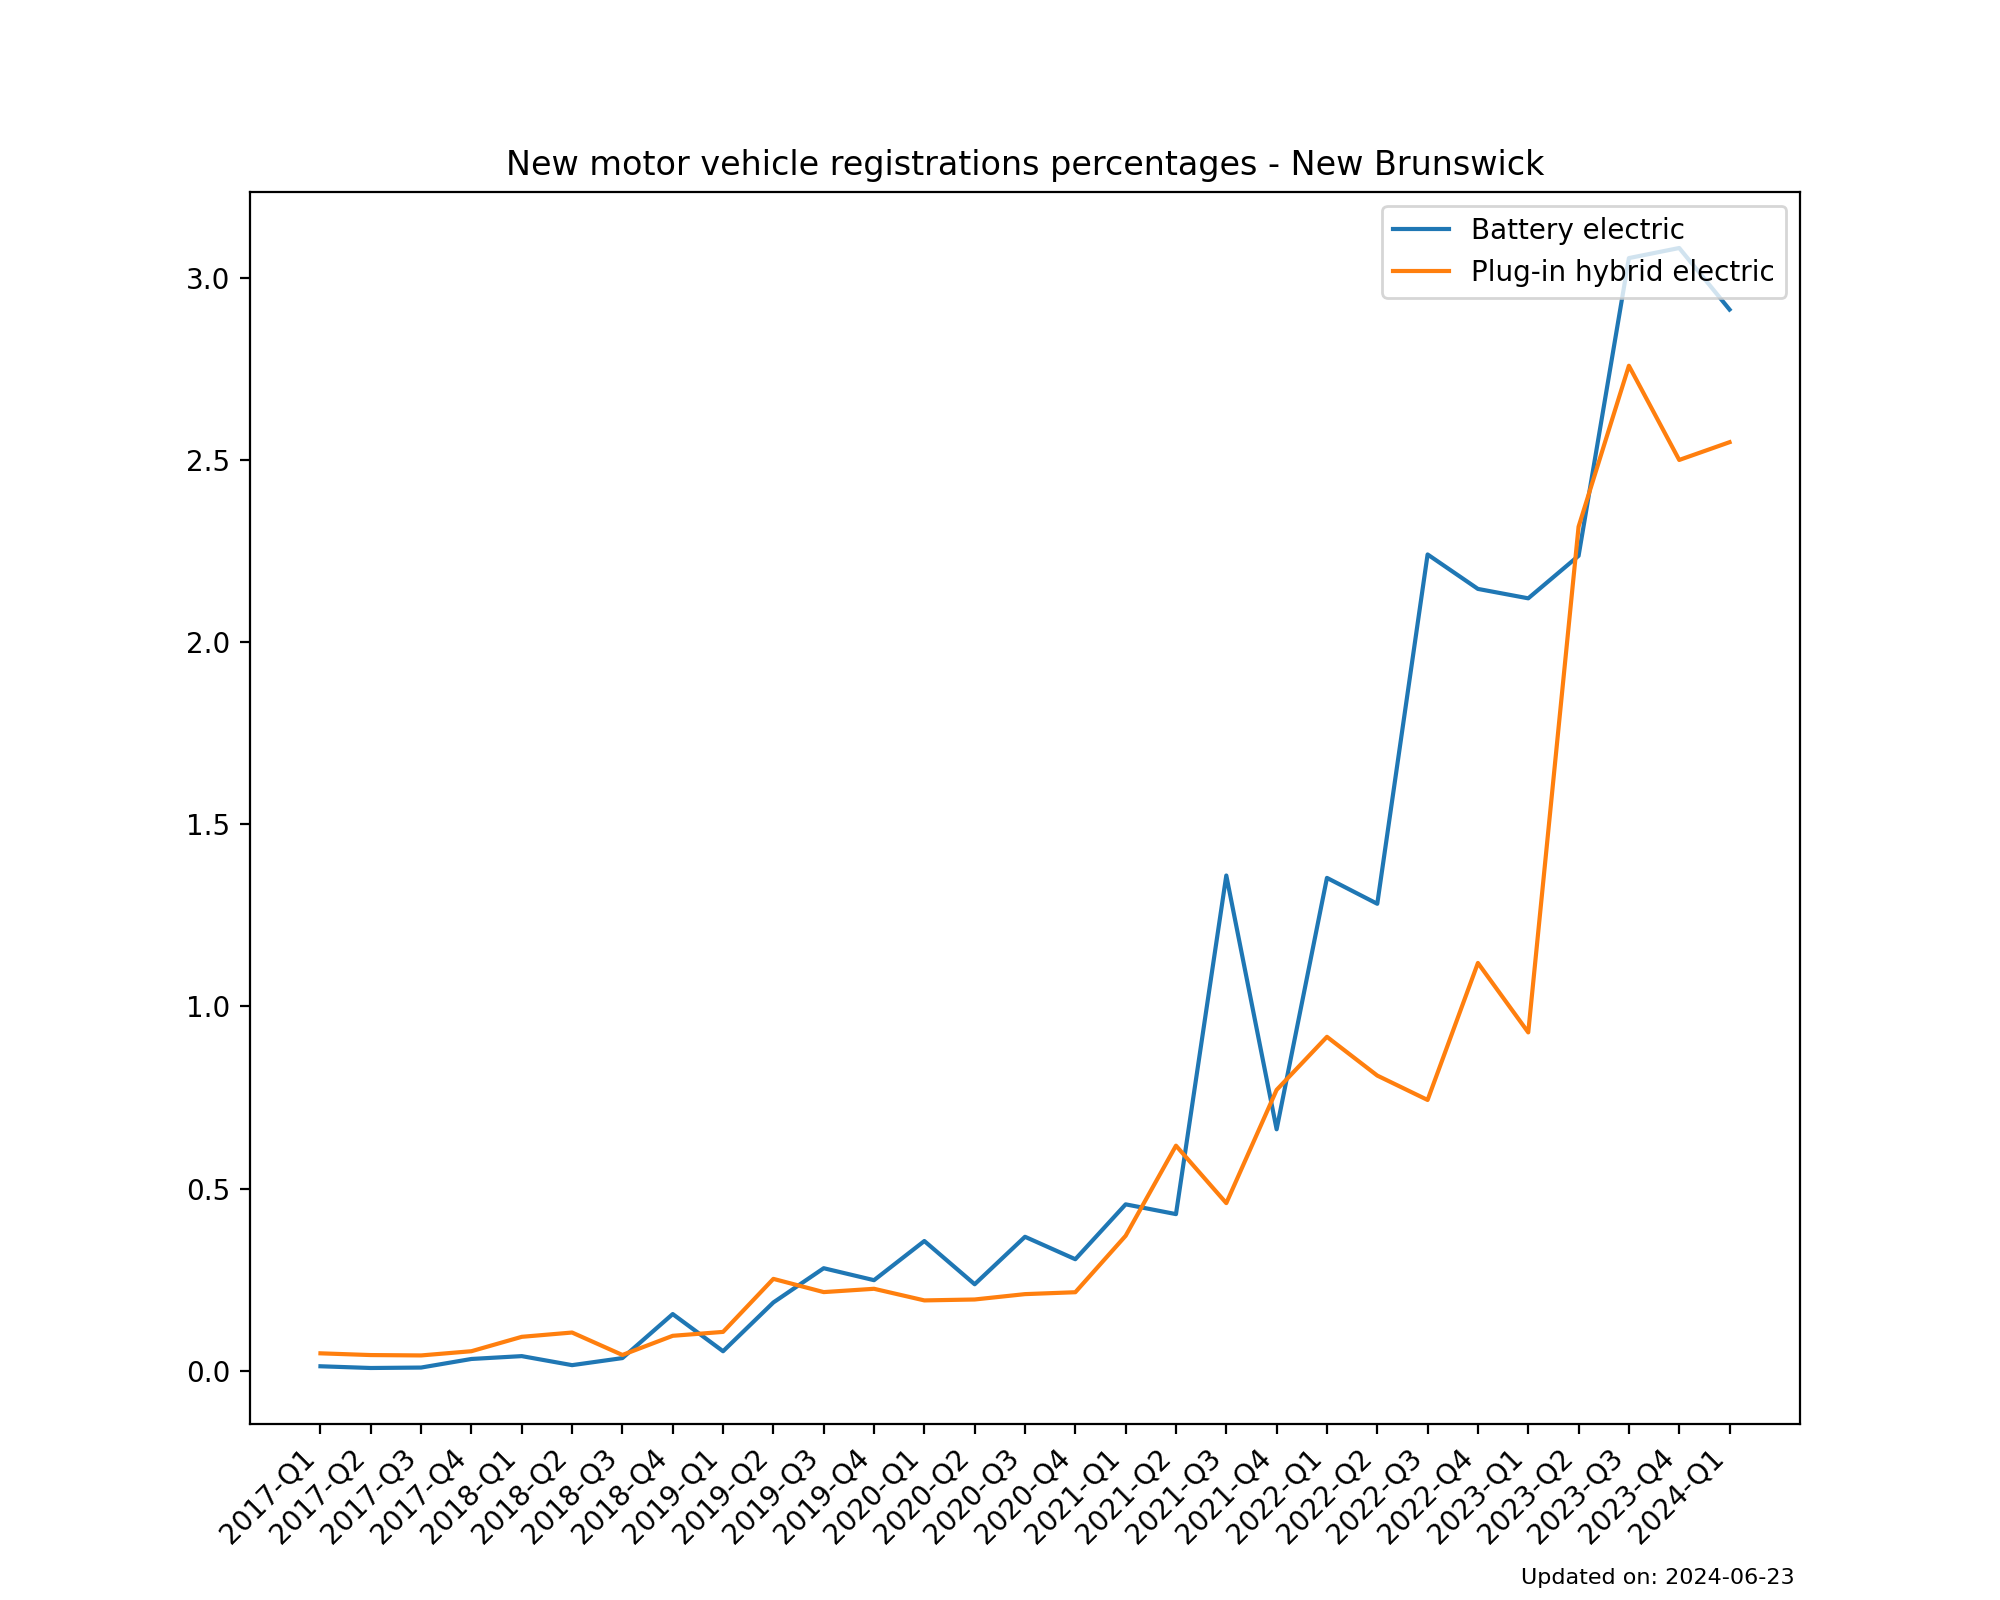 New motor vehicle registrations percentages - New Brunswick
Battery electric
Plug-in hybrid electric
3.0
2.5
2.0
1.5
1.0
0.5
0.0
2017-Q1
2017-Q2
2017-Q3
2017-Q4
2018-Q1
2018-Q2
2018-Q3
2018-Q4
2019-Q1
2019-Q2
2019-Q3
2019-Q4
2020-Q1
2020-Q2
2020-Q3
2020-Q4
2021-Q1
2021-Q2
2021-Q3
2021-Q4
2022-Q1
2022-Q2
2022-Q3
2022-Q4
2023-Q1
2023-Q2
2023-Q3
2023-Q4
2024-Q1
Updated on: 2024-06-23